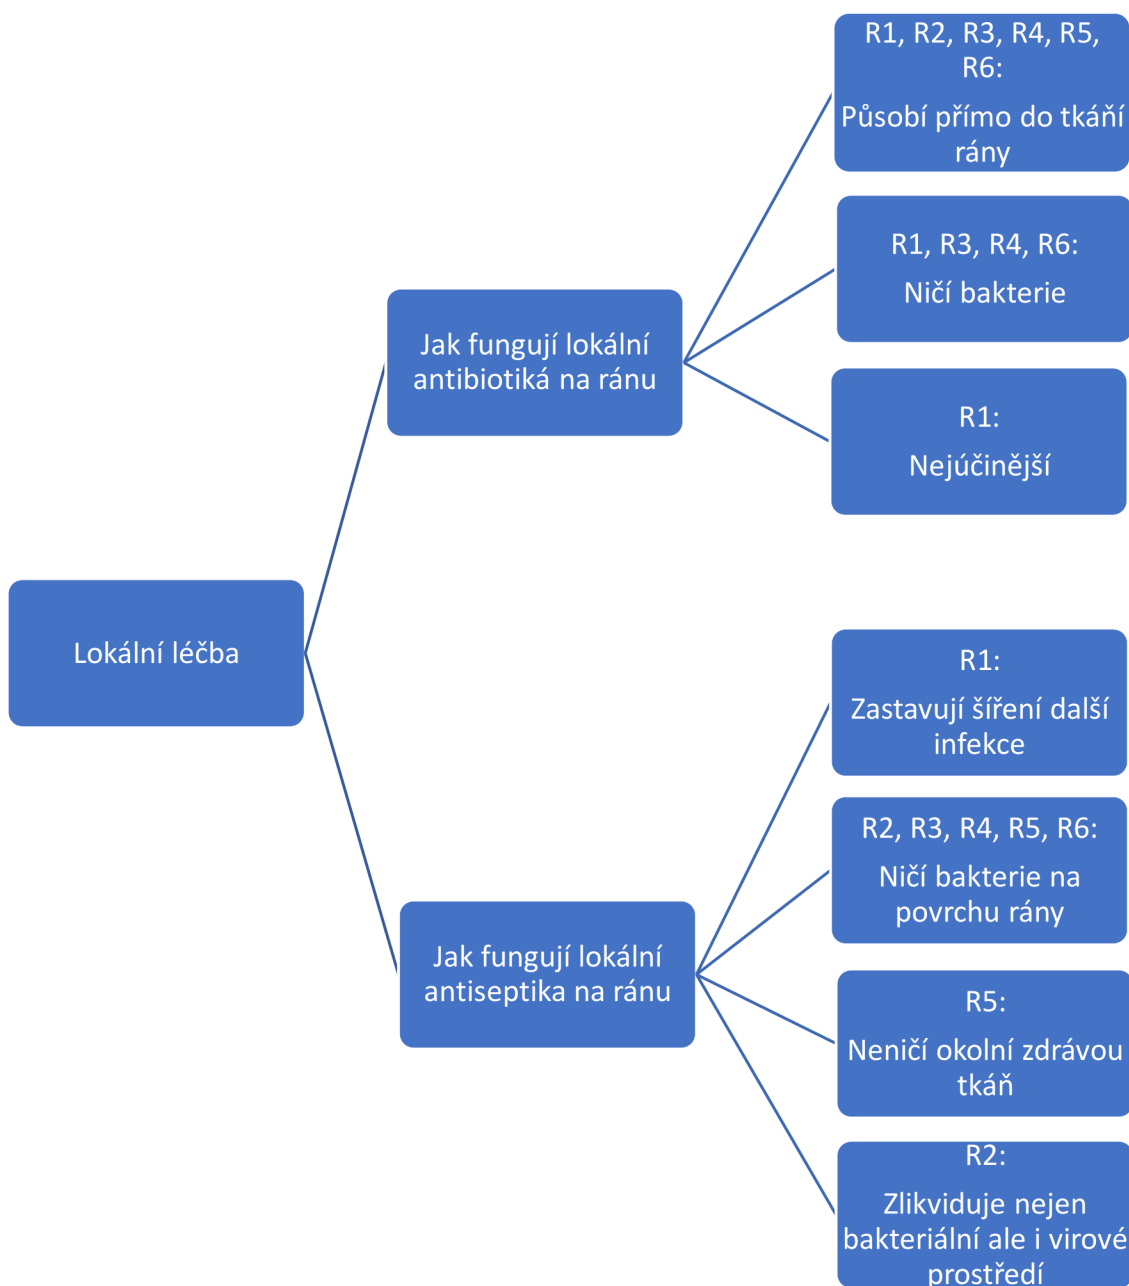 R1, R2, R3, R4, R5,
R6:
Působí přímo do tkáňí
rány
R1, R3, R4, R6:
Ničí bakterie
Jak fungují lokální
antibiotiká na ránu
R1:
Nejúčinější
Lokální léčba
R1:
Zastavují šíření další
infekce
R2, R3, R4, R5, R6:
Ničí bakterie na
povrchu rány
Jak fungují lokální
antiseptika na ránu
R5:
Neničí okolní zdrávou
tkáň
R2:
Zlikviduje nejen
bakteriální ale i virové
prostředí